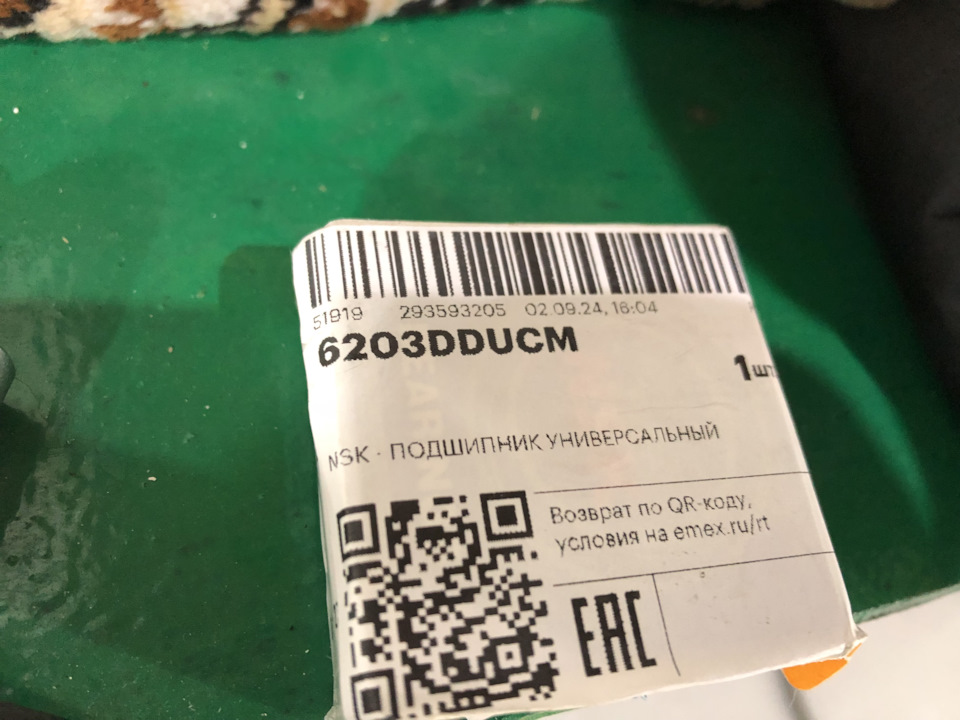 51919 293593205 02.09.24, 16:04
6203DDUCM
1шт
NSK - ПОДШИПНИК УНИВЕРСАЛЬНЫЙ
Возврат по QR-коду,
условия на emex.ru/rt
EAC